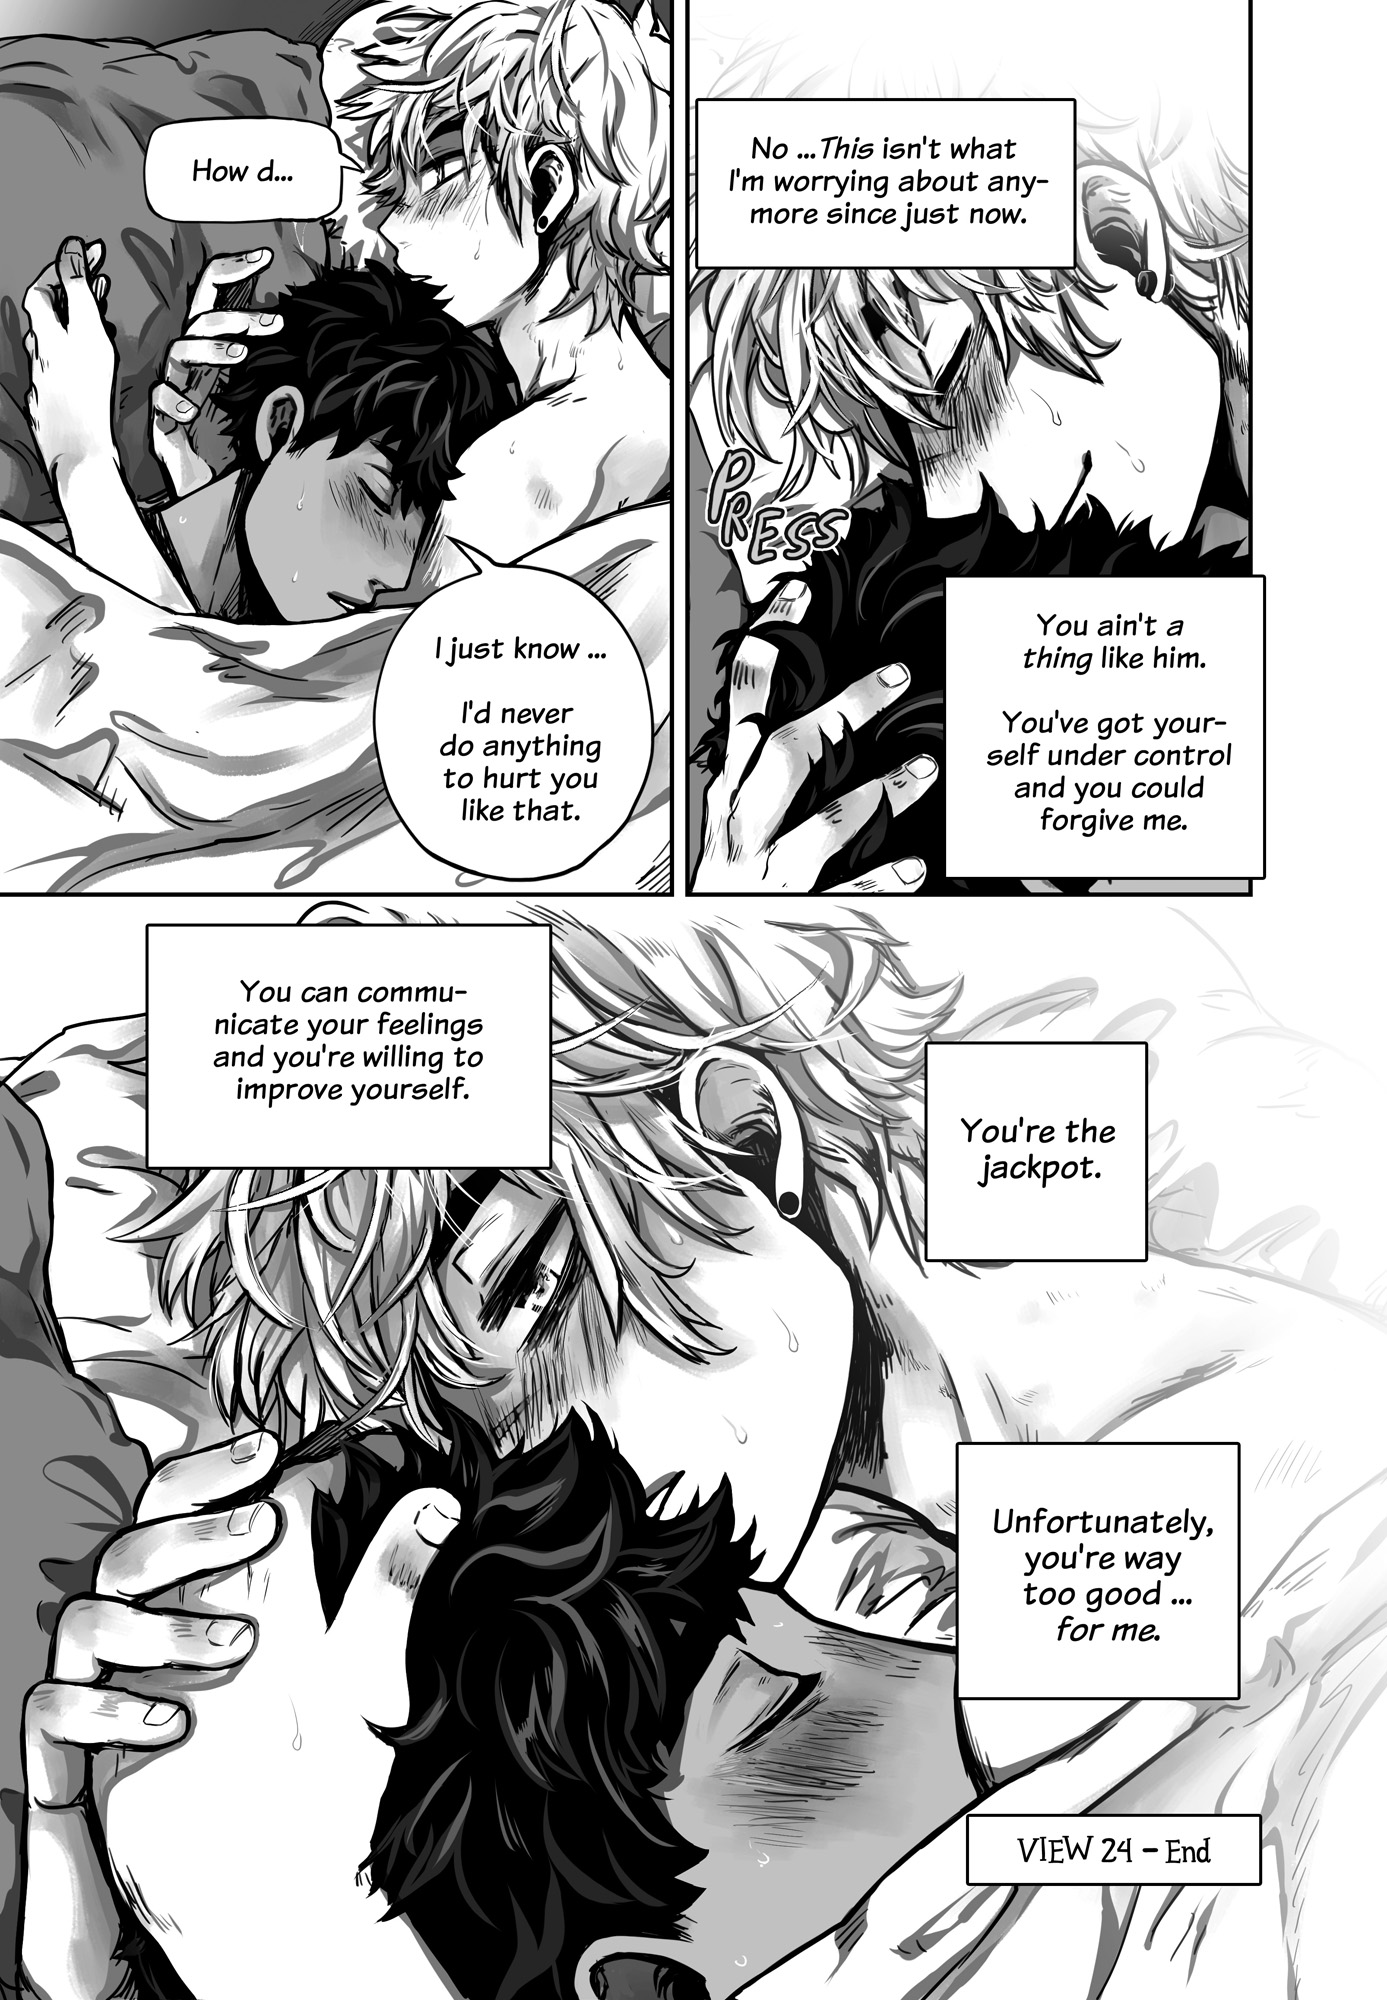 How d...
I just know ...
I'd never
do anything
to hurt you
like that.
No ...This isn't what
I'm worrying about any-
more since just now.
PRESS
You ain't a
thing like him.
You've got your-
self under control
and you could
forgive me.
You can commu-
nicate your feelings
and you're willing to
improve yourself.
You're the
jackpot.
Unfortunately,
you're way
too good ...
for me.
VIEW 24 – End